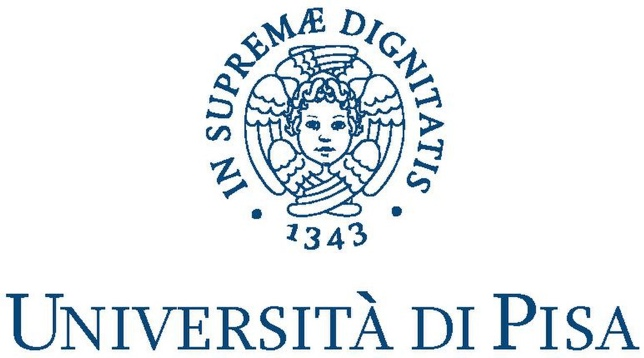 IN SUPREMÆ DIGNITATIS
• 1343 •
UNIVERSITÀ DI PISA